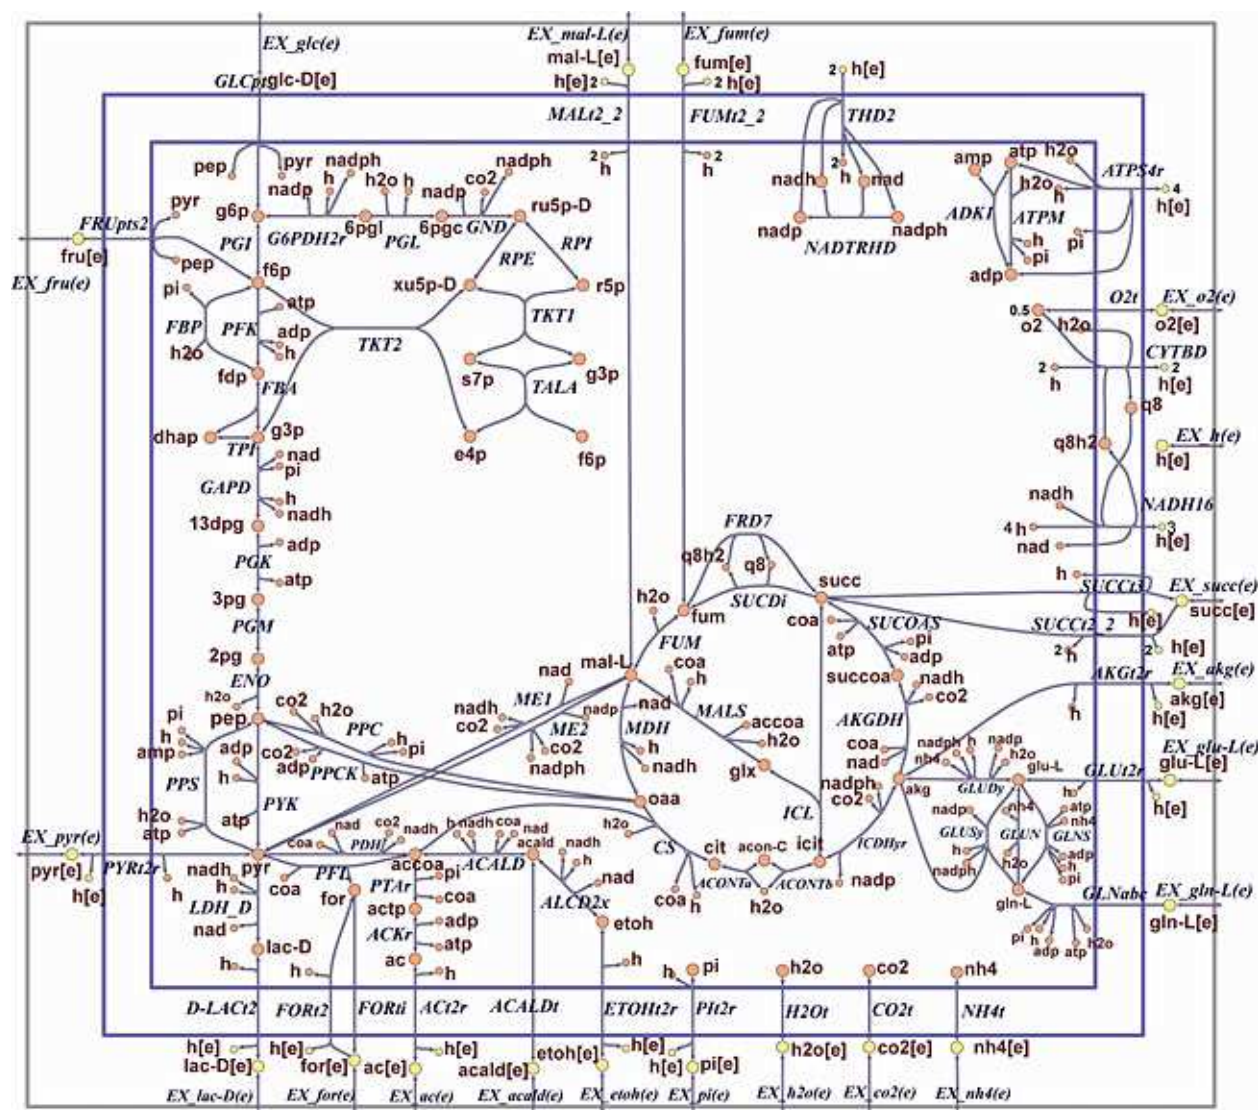 EX_glc(e)
EX_mal-L(e)
EX_fum(e)
mal-L[e]
fum[e]
h[e] 2
2 h[e]
2 h[e]
glc-D[e]
MALt2_2
FUMt2_2
THD2
pep
pyr
nadph
h
nadp
h2o
h
nadp
co2
nadph
2
h
2
h
2
h
nadh
nad
nadp
nadph
NADTRHD
amp
atp
h2o
ATPS4r
h2o
h
4
h[e]
ADK1
ATPM
h
pi
pi
adp
pyr
FRUpts2
fru[e]
pep
EX_fru(e)
g6p
G6PDH2r
6pgl
PGL
6pgc
GND
ru5p-D
PGI
RPE
RPI
f6p
xu5p-D
r5p
pi
FBP
h2o
PFK
atp
adp
h
TKT2
TKT1
fdp
FBA
s7p
g3p
TALA
dhap
TPI
g3p
e4p
f6p
0.5
o2
O2t
EX_o2(e)
o2[e]
h2o
CYTBD
2
h
2
h[e]
q8
q8h2
EX_h(e)
h[e]
nadh
NADH16
4 h
3
h[e]
nad
nad
pi
GAPD
h
nadh
13dpg
adp
PGK
atp
3pg
PGM
2pg
ENO
h2o
pep
FRD7
q8h2
q8
SUCDi
succ
h
SUCCt3
EX_succ(e)
succ[e]
h[e]
SUCCt2_2
2
h
2
h[e]
h2o
fum
FUM
coa
atp
SUCOAS
pi
adp
succoa
nadh
co2
AKGDH
coa
nad
mal-L
nad
nadh
co2
ME1
ME2
nadp
co2
nadph
nad
MDH
h
nadh
coa
h
MALS
accoa
h2o
glx
ICL
AKGt2r
EX_akg(e)
akg[e]
h
h[e]
co2
h2o
PPC
h
pi
co2
adp
PPCK
atp
oaa
pi
h
amp
PPS
h2o
atp
adp
h
atp
PYK
EX_pyr(e)
pyr[e]
h[e]
PYRt2r
h
pyr
nadph
co2
akg
nadph
nh4
h
nadp
h2o
GLUDy
glu-L
GLUt2r
EX_glu-L(e)
glu-L[e]
h
h[e]
nadp
GLUSy
h
nadph
nh4
GLUN
h2o
atp
nh4
GLNS
adp
h
pi
gln-L
GLNabc
EX_gln-L(e)
gln-L[e]
pi
h
adp
atp
h2o
h2o
CS
coa
h
cit
acon-C
icit
ACONTa
ACONTb
h2o
ICDHyr
nadp
coa
nad
PDH
co2
nadh
accoa
h
nadh
coa
nad
acald
ACALD
nadh
h
nad
ALCD2x
etoh
h
nadh
h
LDH_D
nad
coa
PFL
for
PTAr
pi
coa
actp
ACKr
adp
atp
ac
h
lac-D
h
h
h
pi
h2o
co2
nh4
D-LACt2
FORt2
FORti
ACt2r
ACALDt
ETOHt2r
PIt2r
H2Ot
CO2t
NH4t
h[e]
lac-D[e]
h[e]
for[e]
ac[e]
h[e]
acald[e]
etoh[e]
h[e]
h[e]
pi[e]
h2o[e]
co2[e]
nh4[e]
EX_lac-D(e)
EX_for(e)
EX_ac(e)
EX_acald(e)
EX_etoh(e)
EX_pi(e)
EX_h2o(e)
EX_co2(e)
EX_nh4(e)